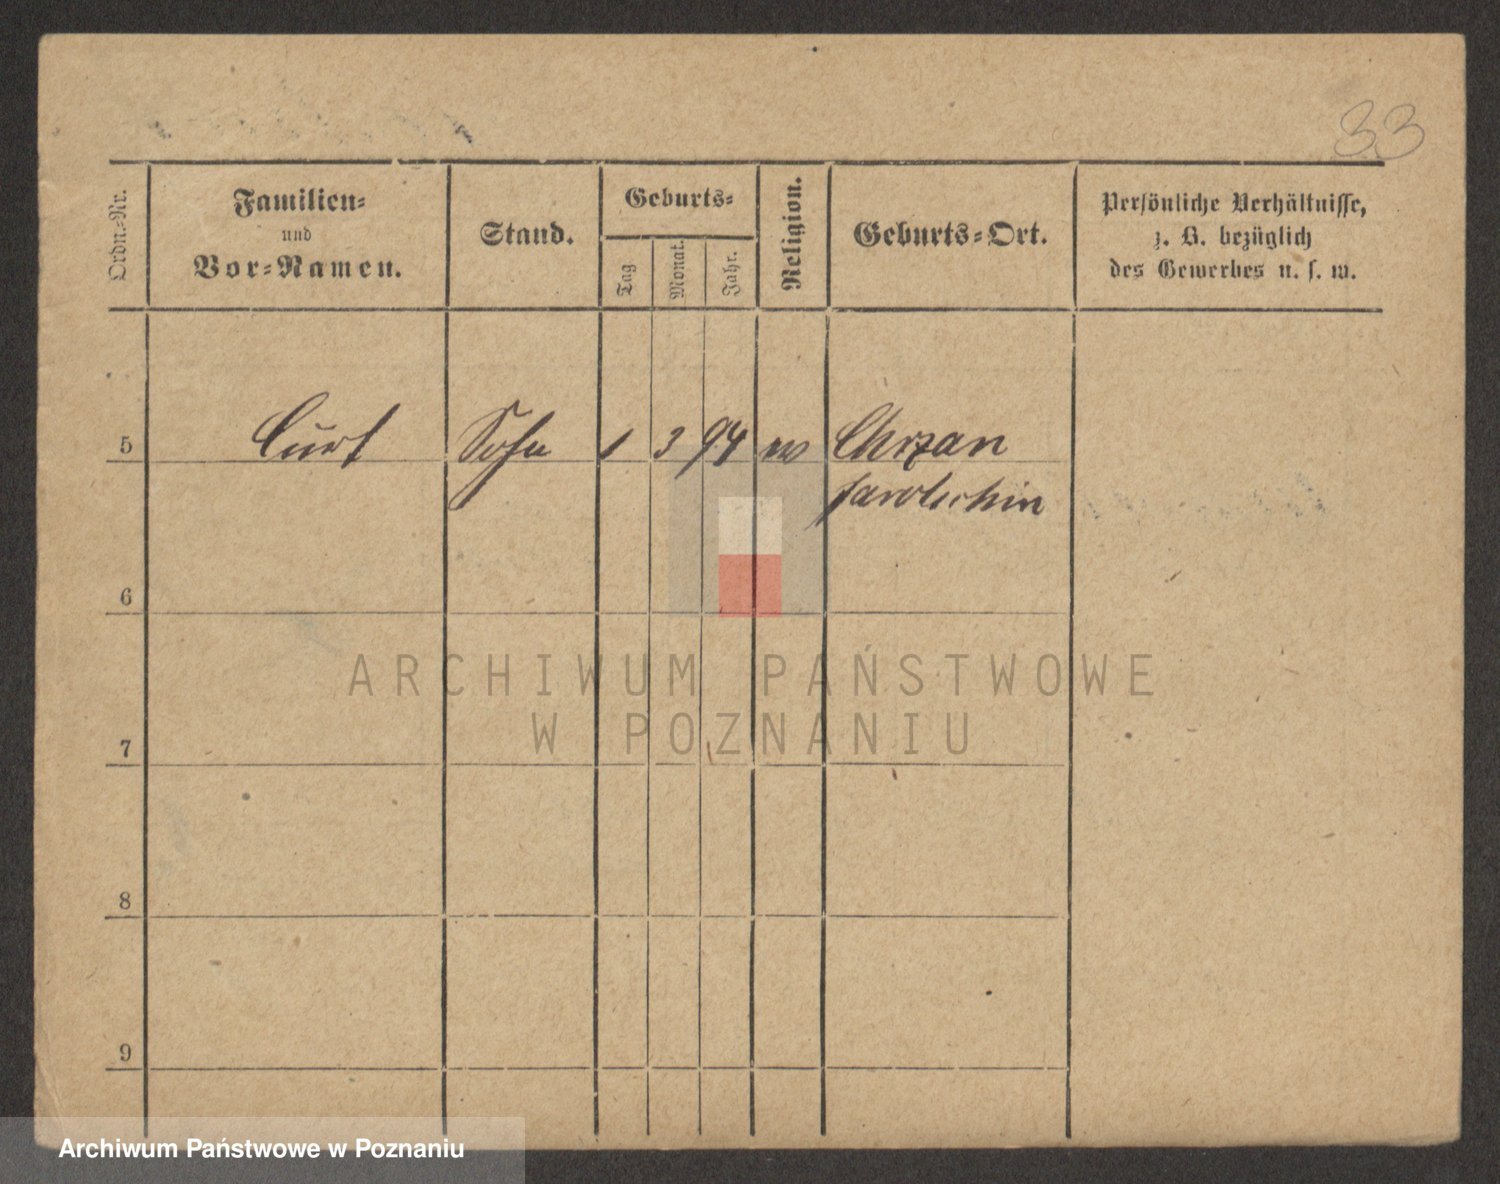 33
Ordn.-Nr.
Familien-
und
Vor-Namen.
Stand.
Geburts-
Tag
Monat.
Jahr.
Religion.
Geburts-Ort.
Persönliche Verhältnisse,
z. B. bezüglich
des Gewerbes u. s. w.
5 Curt Sohn 1 3 94 Chrzan
Jarotschin
6
ARCHIWUM PAŃSTWOWE
W POZNANIU
7
8
9
Archiwum Państwowe w Poznaniu